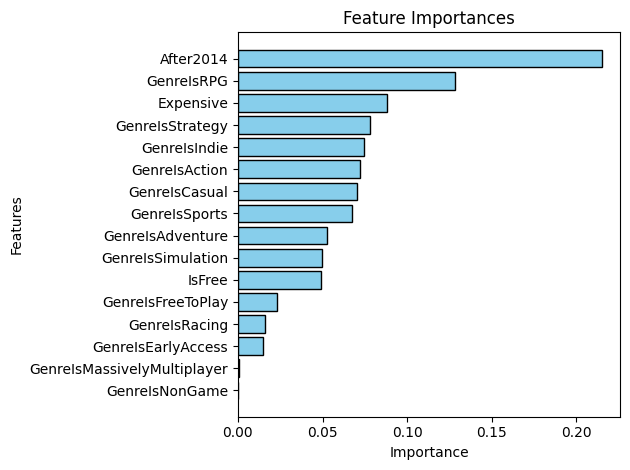 Feature Importances
Features
After2014
GenreIsRPG
Expensive
GenreIsStrategy
GenreIsIndie
GenreIsAction
GenreIsCasual
GenreIsSports
GenreIsAdventure
GenreIsSimulation
IsFree
GenreIsFreeToPlay
GenreIsRacing
GenreIsEarlyAccess
GenreIsMassivelyMultiplayer
GenreIsNonGame
0.00 0.05 0.10 0.15 0.20
Importance